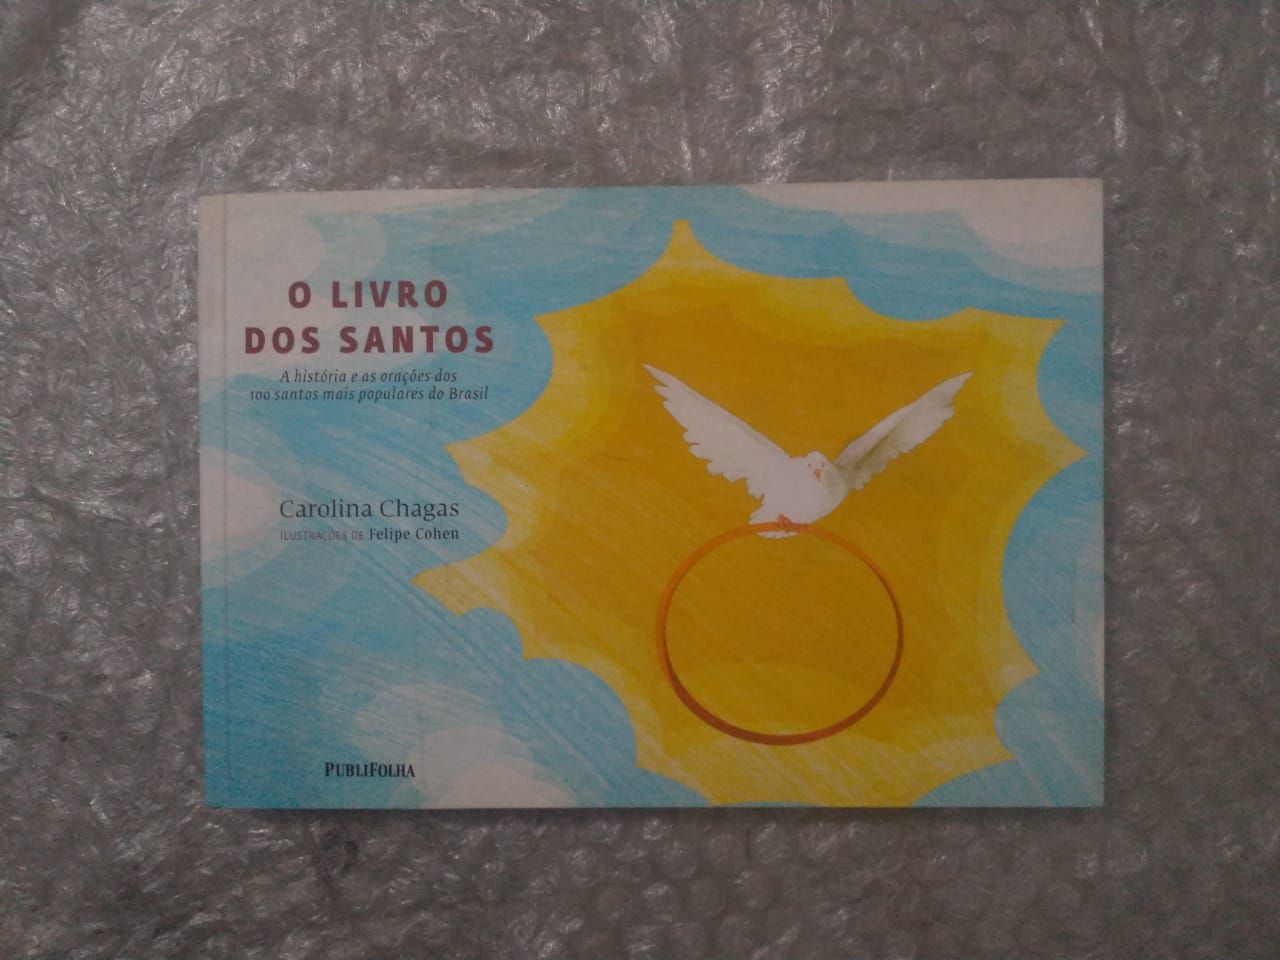 O LIVRO
DOS SANTOS
A história e as orações dos
100 santos mais populares do Brasil
Carolina Chagas
ILUSTRAÇÕES DE Felipe Cohen
PUBLIFOLHA